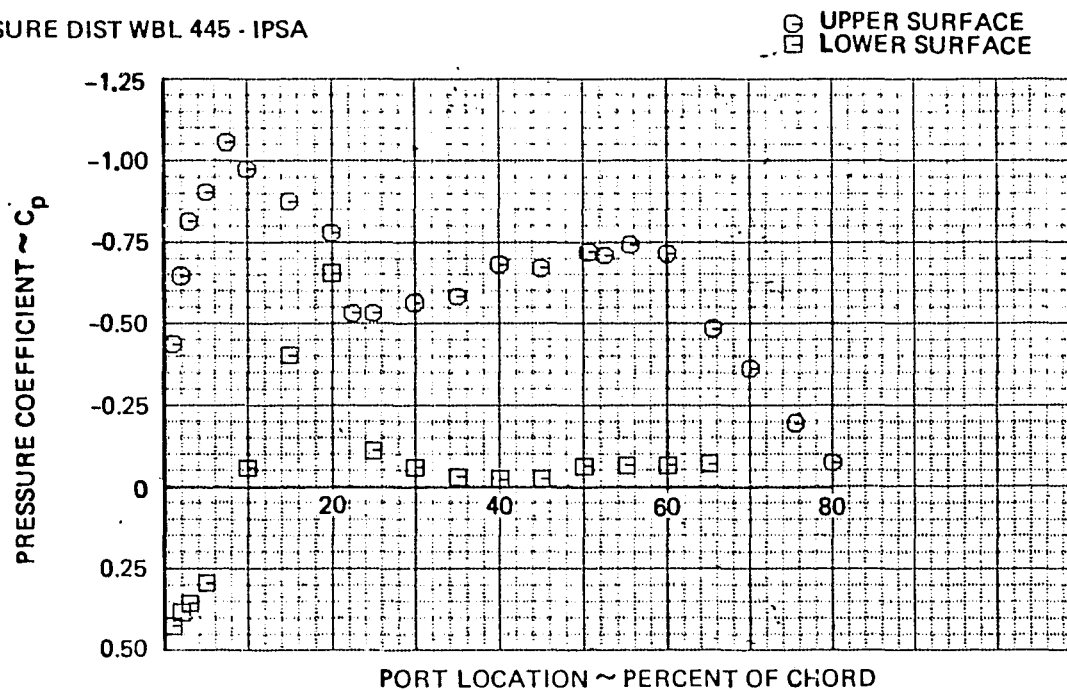 SURE DIST WBL 445 - IPSA
UPPER SURFACE
LOWER SURFACE
-1.25
-1.00
-0.75
-0.50
-0.25
0
0.25
0.50
PRESSURE COEFFICIENT ~ Cp
20 40 60 80
PORT LOCATION ~ PERCENT OF CHORD